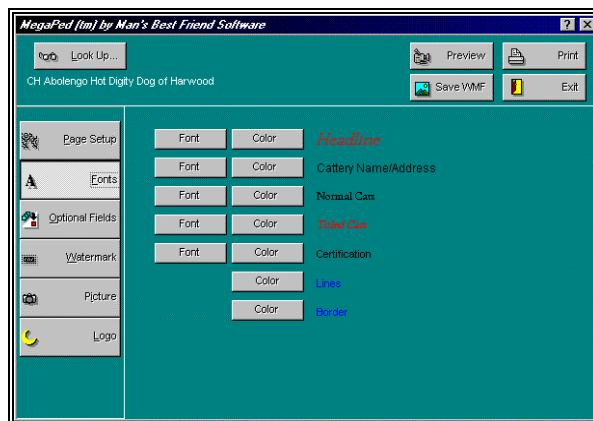 MegaPed (tm) by Man's Best Friend Software
Look Up...
Preview
Print
CH Abolengo Hot Digity Dog of Harwood
Save WMF
Exit
Page Setup
Font Color Headline
Font Color Cattery Name/Address
Fonts
Font Color Normal Cats
Optional Fields
Font Color Titled Cats
Watermark
Font Color Certification
Color Lines
Picture
Color Border
Logo